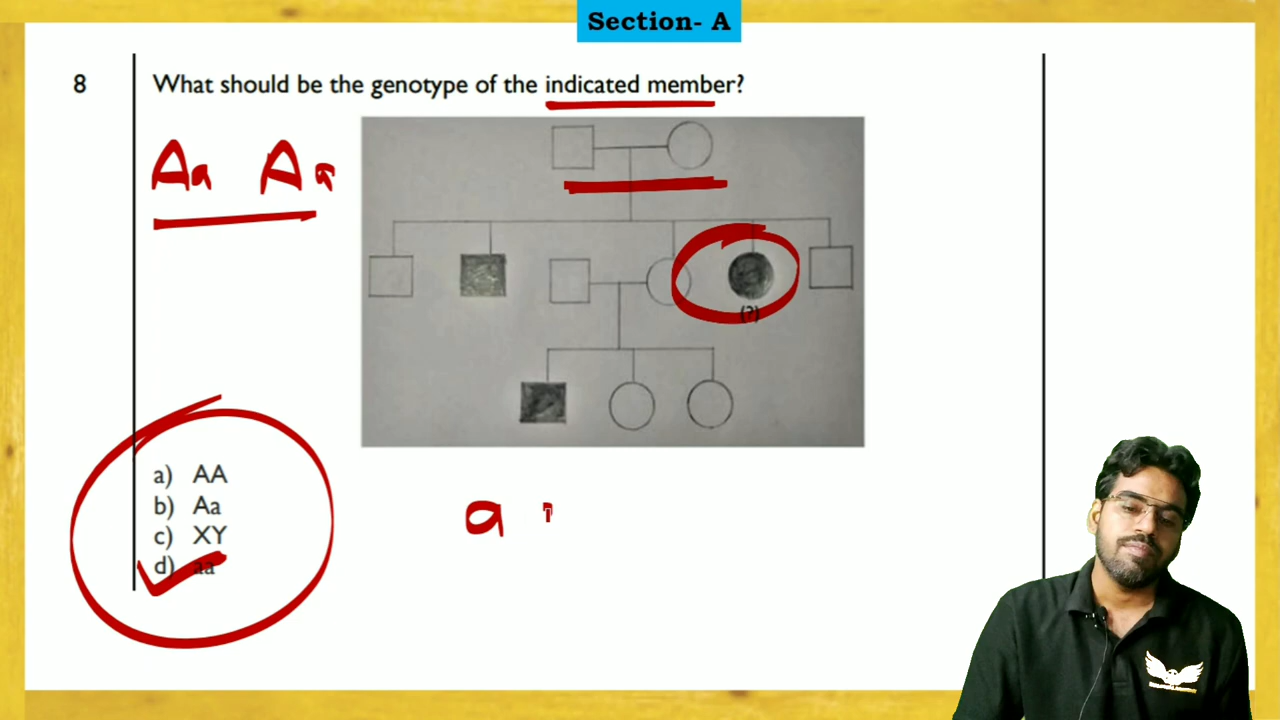 Section- A
8
What should be the genotype of the indicated member?
Aa Aa
(?)
a) AA
b) Aa
c) XY
d) aa
a